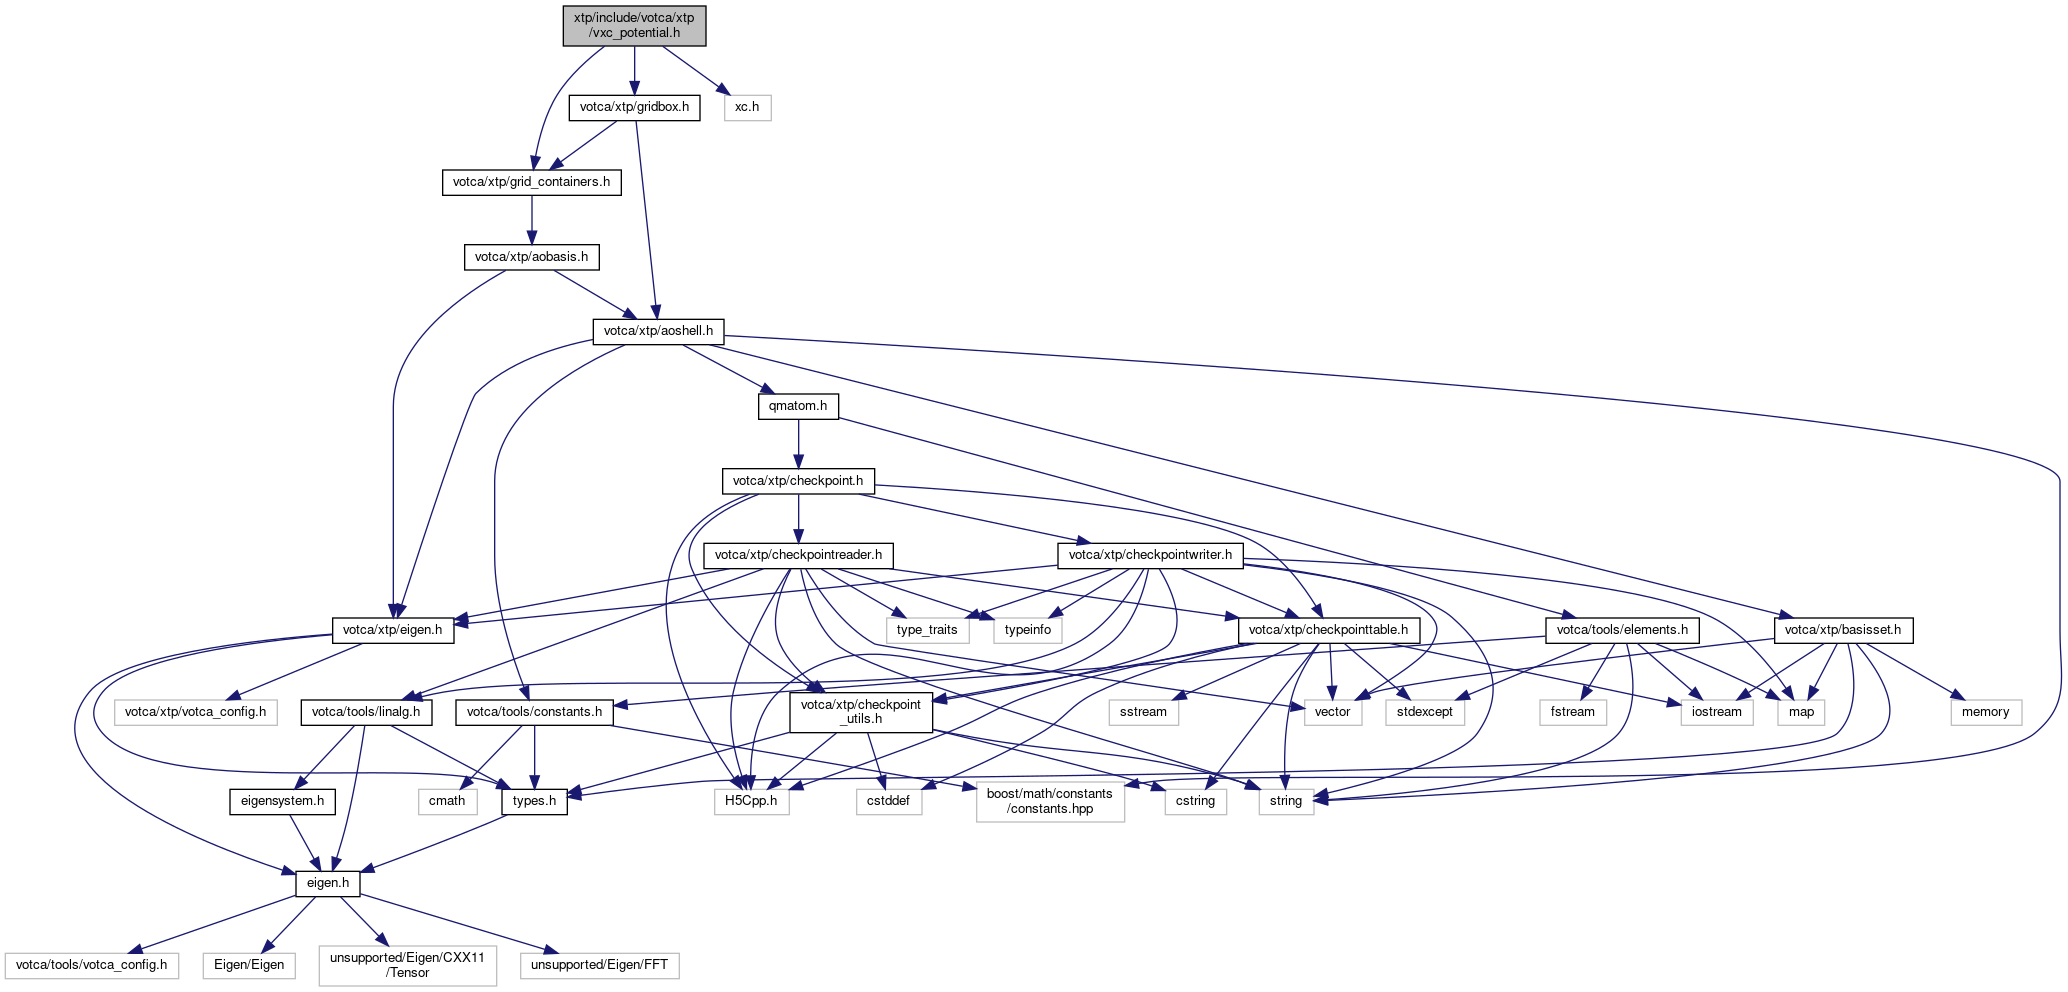 xtp/include/votca/xtp
/vxc_potential.h
votca/xtp/gridbox.h
xc.h
votca/xtp/grid_containers.h
votca/xtp/aobasis.h
votca/xtp/aoshell.h
qmatom.h
votca/xtp/checkpoint.h
votca/xtp/checkpointreader.h
votca/xtp/checkpointwriter.h
votca/xtp/eigen.h
type_traits
typeinfo
votca/xtp/checkpointtable.h
votca/tools/elements.h
votca/xtp/basisset.h
votca/xtp/votca_config.h
votca/tools/linalg.h
votca/tools/constants.h
votca/xtp/checkpoint
_utils.h
sstream
vector
stdexcept
fstream
iostream
map
memory
eigensystem.h
cmath
types.h
H5Cpp.h
cstddef
boost/math/constants
/constants.hpp
cstring
string
eigen.h
votca/tools/votca_config.h
Eigen/Eigen
unsupported/Eigen/CXX11
/Tensor
unsupported/Eigen/FFT